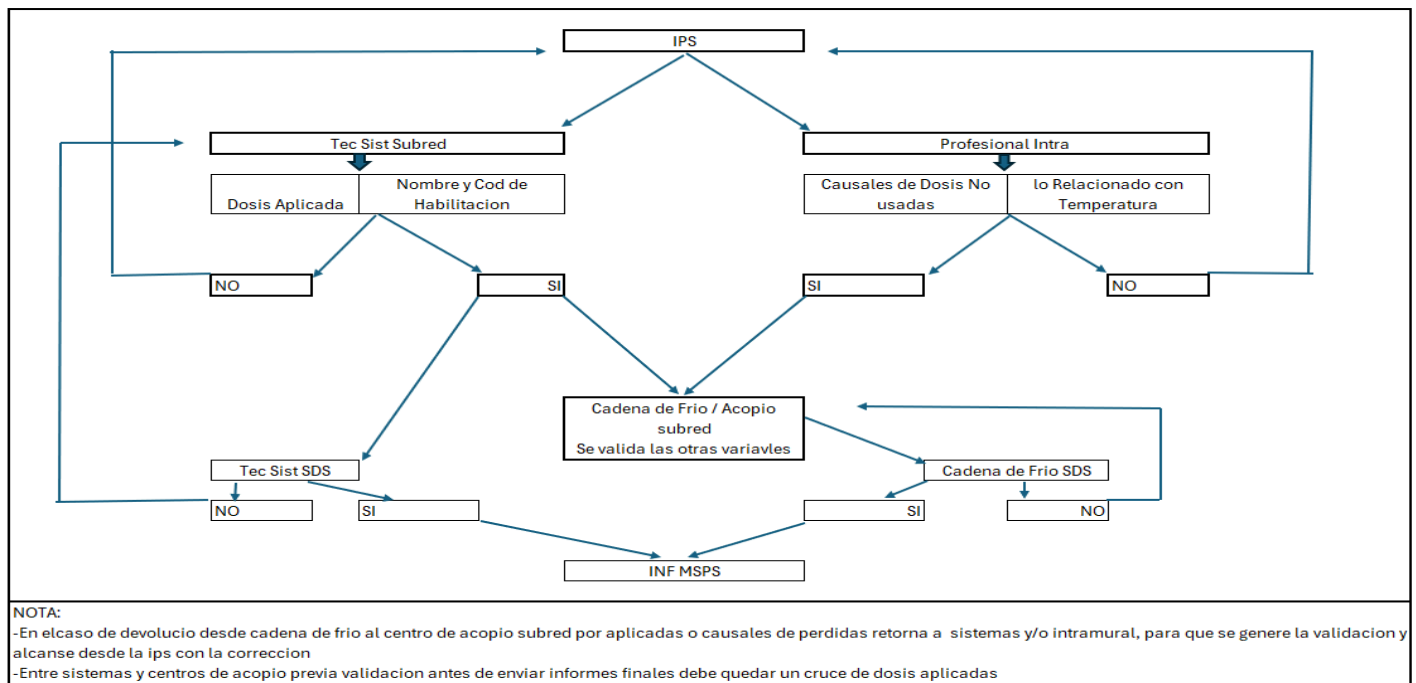 IPS
Tec Sist Subred
Profesional Intra
Dosis Aplicada
Nombre y Cod de
Habilitacion
Causales de Dosis No
usadas
lo Relacionado con
Temperatura
NO
SI
SI
NO
Cadena de Frio / Acopio
subred
Se valida las otras variavles
Tec Sist SDS
Cadena de Frio SDS
NO
SI
SI
NO
INF MSPS
NOTA:
-En elcaso de devolucio desde cadena de frio al centro de acopio subred por aplicadas o causales de perdidas retorna a sistemas y/o intramural, para que se genere la validacion y
alcanse desde la ips con la correccion
-Entre sistemas y centros de acopio previa validacion antes de enviar informes finales debe quedar un cruce de dosis aplicadas